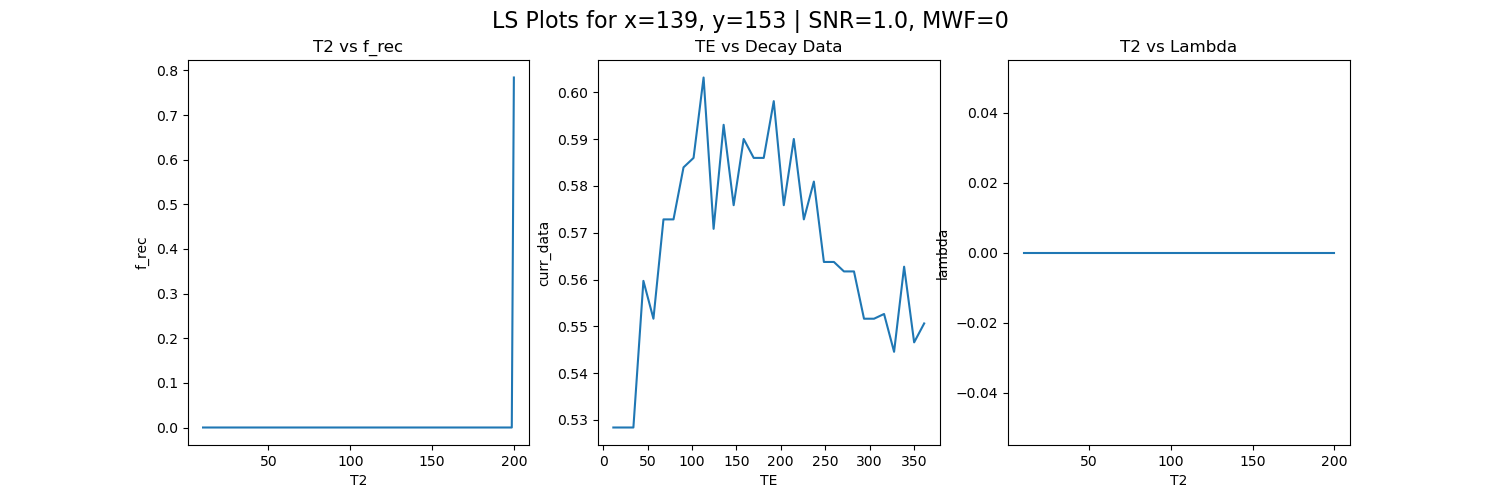 LS Plots for x=139, y=153 | SNR=1.0, MWF=0
T2 vs f_rec
f_rec
0.8
0.7
0.6
0.5
0.4
0.3
0.2
0.1
0.0
50 100 150 200
T2
TE vs Decay Data
curr_data
0.60
0.59
0.58
0.57
0.56
0.55
0.54
0.53
0 50 100 150 200 250 300 350
TE
T2 vs Lambda
lambda
0.04
0.02
0.00
−0.02
−0.04
50 100 150 200
T2